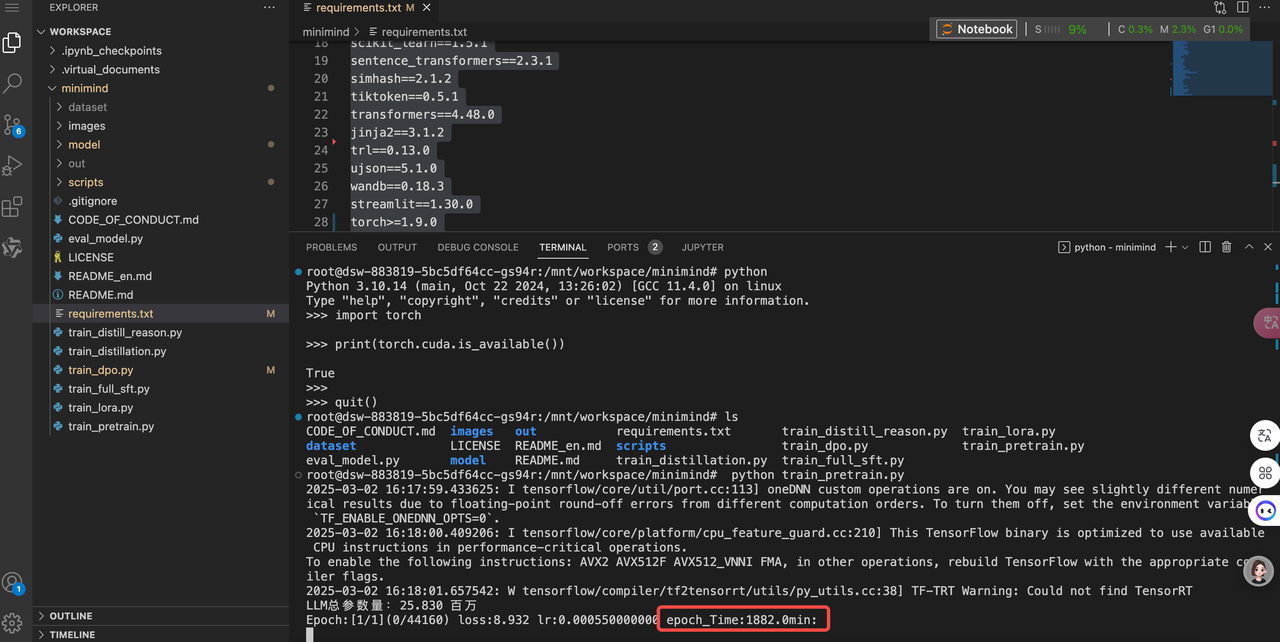 EXPLORER
WORKSPACE
.ipynb_checkpoints
.virtual_documents
minimind
dataset
images
model
out
scripts
.gitignore
CODE_OF_CONDUCT.md
eval_model.py
LICENSE
README_en.md
README.md
requirements.txt M
train_distill_reason.py
train_distillation.py
train_dpo.py M
train_full_sft.py
train_lora.py
train_pretrain.py
OUTLINE
TIMELINE
6
1
requirements.txt M
minimind > requirements.txt
Notebook S 9% C 0.3% M 2.3% G1 0.0%
18 scikit_learn==1.5.1
19 sentence_transformers==2.3.1
20 simhash==2.1.2
21 tiktoken==0.5.1
22 transformers==4.48.0
23 jinja2==3.1.2
24 trl==0.13.0
25 ujson==5.1.0
26 wandb==0.18.3
27 streamlit==1.30.0
28 torch>=1.9.0
PROBLEMS OUTPUT DEBUG CONSOLE TERMINAL PORTS 2 JUPYTER
python - minimind
root@dsw-883819-5bc5df64cc-gs94r:/mnt/workspace/minimind# python
Python 3.10.14 (main, Oct 22 2024, 13:26:02) [GCC 11.4.0] on linux
Type "help", "copyright", "credits" or "license" for more information.
>>> import torch
>>> print(torch.cuda.is_available())
True
>>>
>>> quit()
root@dsw-883819-5bc5df64cc-gs94r:/mnt/workspace/minimind# ls
CODE_OF_CONDUCT.md images out requirements.txt train_distill_reason.py train_lora.py
dataset LICENSE README_en.md scripts train_dpo.py train_pretrain.py
eval_model.py model README.md train_distillation.py train_full_sft.py
root@dsw-883819-5bc5df64cc-gs94r:/mnt/workspace/minimind# python train_pretrain.py
2025-03-02 16:17:59.433625: I tensorflow/core/util/port.cc:113] oneDNN custom operations are on. You may see slightly different numer
ical results due to floating-point round-off errors from different computation orders. To turn them off, set the environment variab
`TF_ENABLE_ONEDNN_OPTS=0`.
2025-03-02 16:18:00.409206: I tensorflow/core/platform/cpu_feature_guard.cc:210] This TensorFlow binary is optimized to use available
CPU instructions in performance-critical operations.
To enable the following instructions: AVX2 AVX512F AVX512_VNNI FMA, in other operations, rebuild TensorFlow with the appropriate co
iler flags.
2025-03-02 16:18:01.657542: W tensorflow/compiler/tf2tensorrt/utils/py_utils.cc:38] TF-TRT Warning: Could not find TensorRT
LLM总参数量：25.830 百万
Epoch:[1/1](0/44160) loss:8.932 lr:0.000550000000 epoch_Time:1882.0min: